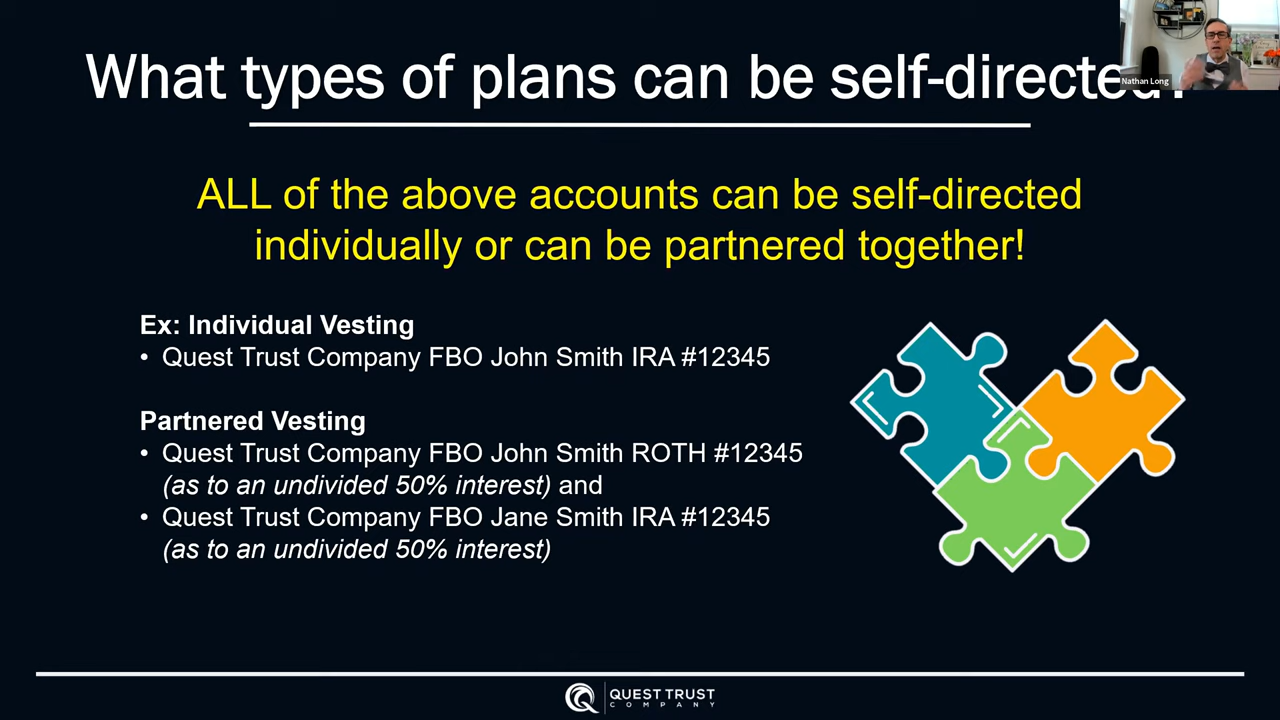 What types of plans can be self-directed?
Nathan Long
ALL of the above accounts can be self-directed
individually or can be partnered together!
Ex: Individual Vesting
• Quest Trust Company FBO John Smith IRA #12345
Partnered Vesting
• Quest Trust Company FBO John Smith ROTH #12345
(as to an undivided 50% interest) and
• Quest Trust Company FBO Jane Smith IRA #12345
(as to an undivided 50% interest)
QUEST TRUST
COMPANY